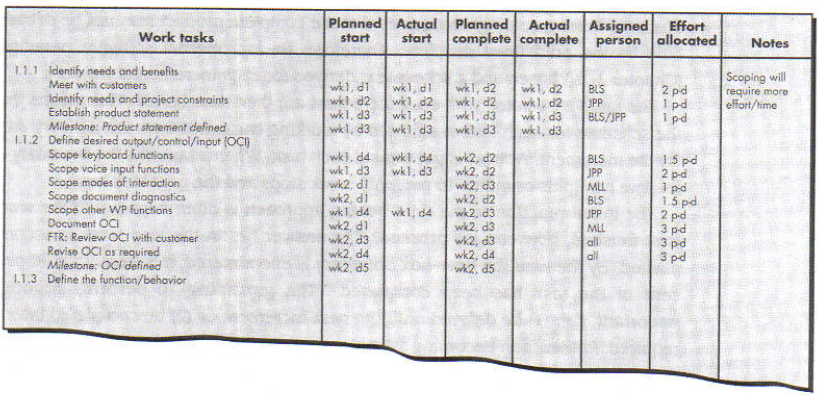 Work tasks Planned start Actual start Planned complete Actual complete Assigned person Effort allocated Notes
I.1.1 Identify needs and benefits Scoping will
Meet with customers wk1, d1 wk1, d1 wk1, d2 wk1, d2 BLS 2 p-d require more
Identify needs and project constraints wk1, d2 wk1, d2 wk1, d2 wk1, d2 JPP 1 p-d effort/time
Establish product statement wk1, d3 wk1, d3 wk1, d3 wk1, d3 BLS/JPP 1 p-d
Milestone: Product statement defined wk1, d3 wk1, d3 wk1, d3 wk1, d3
I.1.2 Define desired output/control/input (OCI)
Scope keyboard functions wk1, d4 wk1, d4 wk2, d2 BLS 1.5 p-d
Scope voice input functions wk1, d3 wk1, d3 wk2, d2 JPP 2 p-d
Scope modes of interaction wk2, d1 wk2, d3 MLL 1 p-d
Scope document diagnostics wk2, d1 wk2, d2 BLS 1.5 p-d
Scope other WP functions wk1, d4 wk1, d4 wk2, d3 JPP 2 p-d
Document OCI wk2, d1 wk2, d3 MLL 3 p-d
FTR: Review OCI with customer wk2, d3 wk2, d3 all 3 p-d
Revise OCI as required wk2, d4 wk2, d4 all 3 p-d
Milestone: OCI defined wk2, d5 wk2, d5
I.1.3 Define the function/behavior